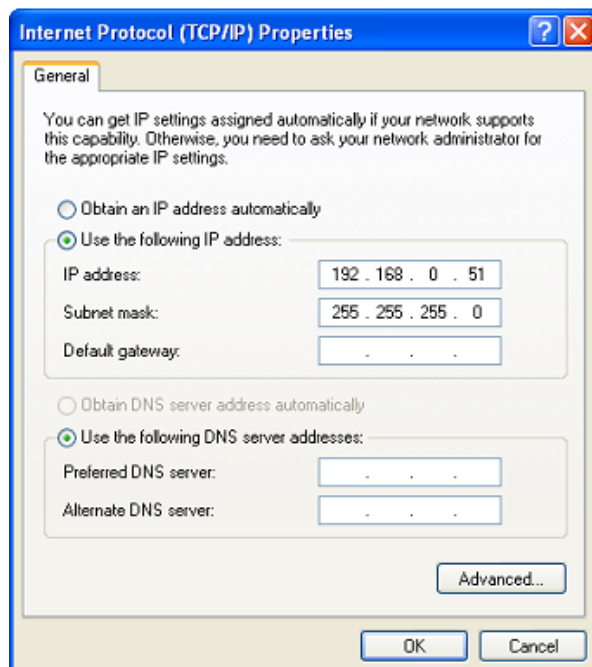 Internet Protocol (TCP/IP) Properties
General
You can get IP settings assigned automatically if your network supports
this capability. Otherwise, you need to ask your network administrator for
the appropriate IP settings.
Obtain an IP address automatically
Use the following IP address:
IP address: 192 . 168 . 0 . 51
Subnet mask: 255 . 255 . 255 . 0
Default gateway: . . .
Obtain DNS server address automatically
Use the following DNS server addresses:
Preferred DNS server: . . .
Alternate DNS server: . . .
Advanced...
OK Cancel